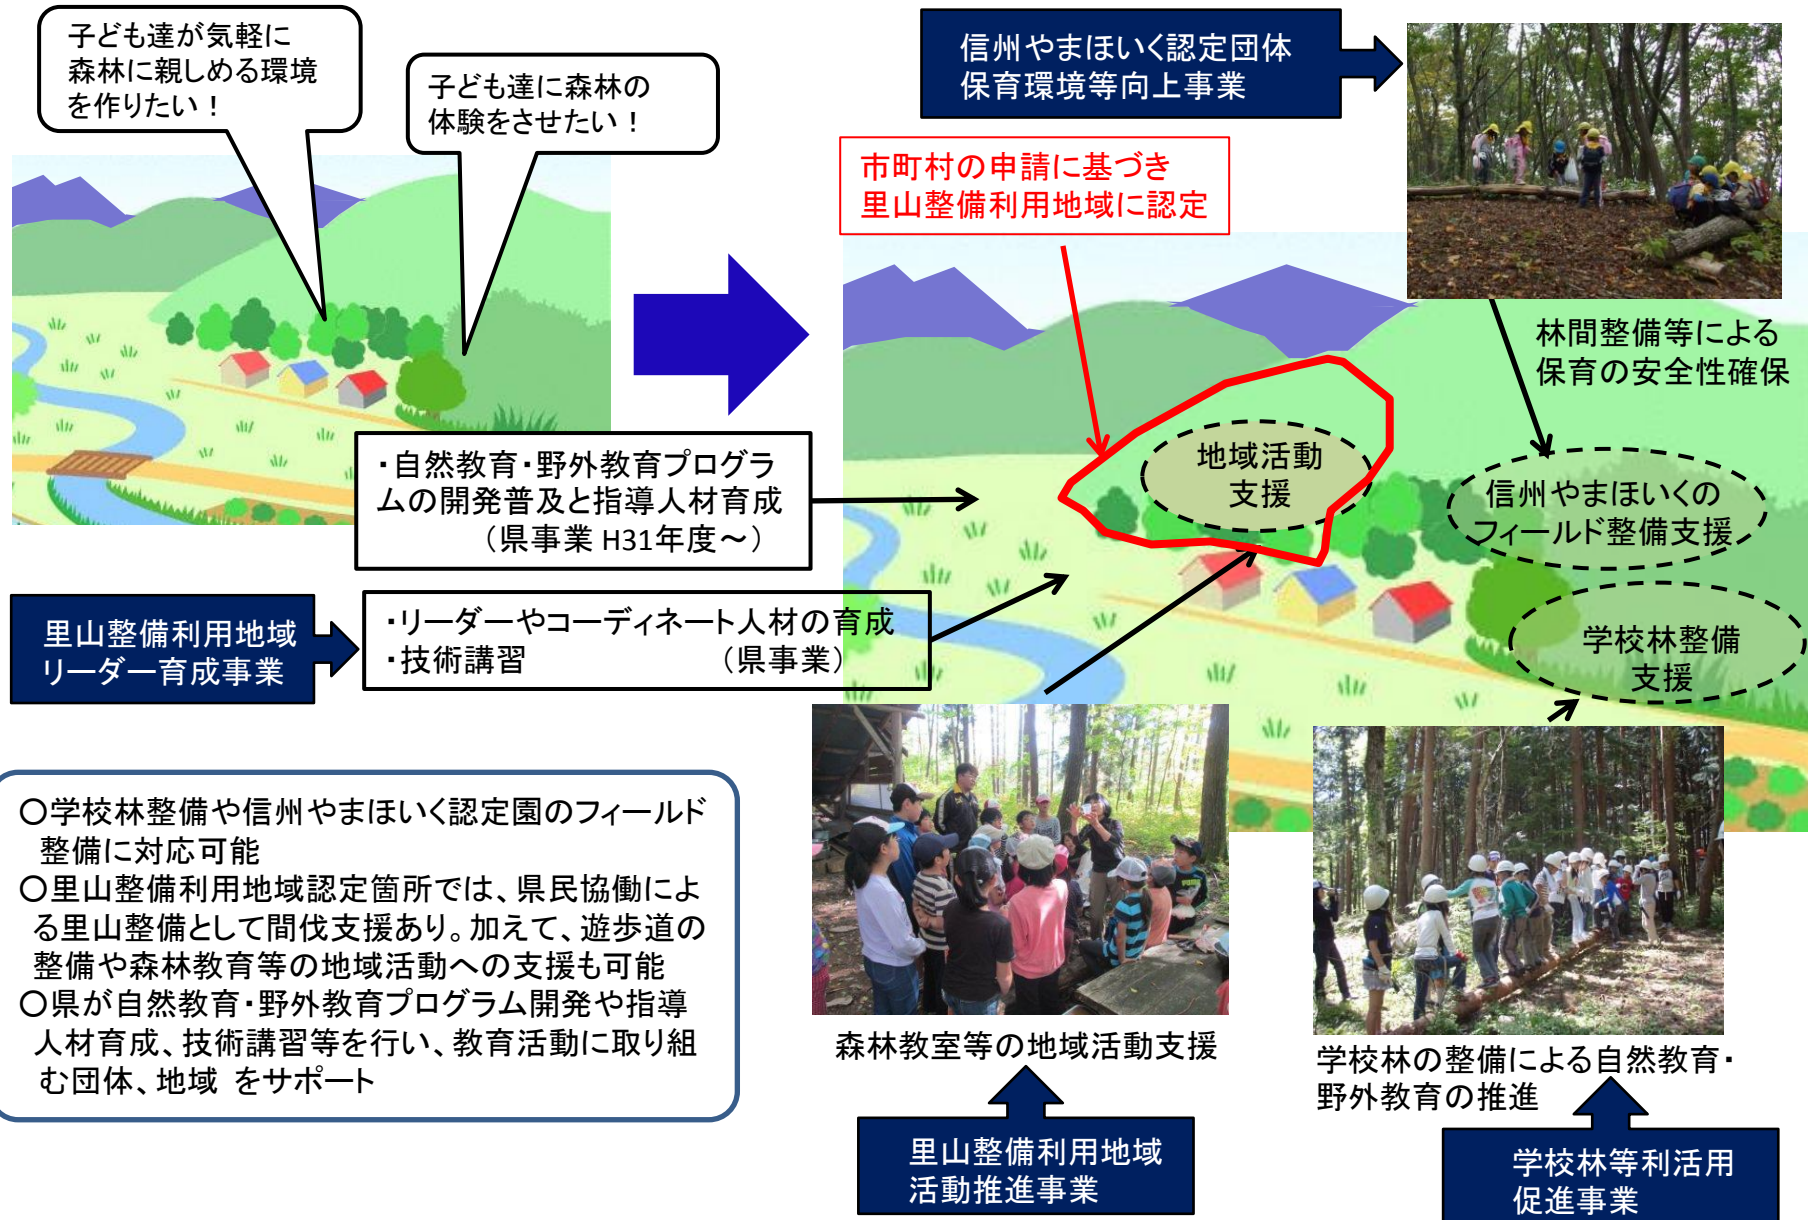 子ども達が気軽に
森林に親しめる環境
を作りたい！
子ども達に森林の
体験をさせたい！
信州やまほいく認定団体
保育環境等向上事業
市町村の申請に基づき
里山整備利用地域に認定
林間整備等による
保育の安全性確保
地域活動
支援
信州やまほいくの
フィールド整備支援
学校林整備
支援
・自然教育・野外教育プログラ
ムの開発普及と指導人材育成
（県事業 H31年度～）
里山整備利用地域
リーダー育成事業
・リーダーやコーディネート人材の育成
・技術講習　　　　　（県事業）
〇学校林整備や信州やまほいく認定園のフィールド
整備に対応可能
〇里山整備利用地域認定箇所では、県民協働によ
る里山整備として間伐支援あり。加えて、遊歩道の
整備や森林教育等の地域活動への支援も可能
〇県が自然教育・野外教育プログラム開発や指導
人材育成、技術講習等を行い、教育活動に取り組
む団体、地域 をサポート
森林教室等の地域活動支援
里山整備利用地域
活動推進事業
学校林の整備による自然教育・
野外教育の推進
学校林等利活用
促進事業